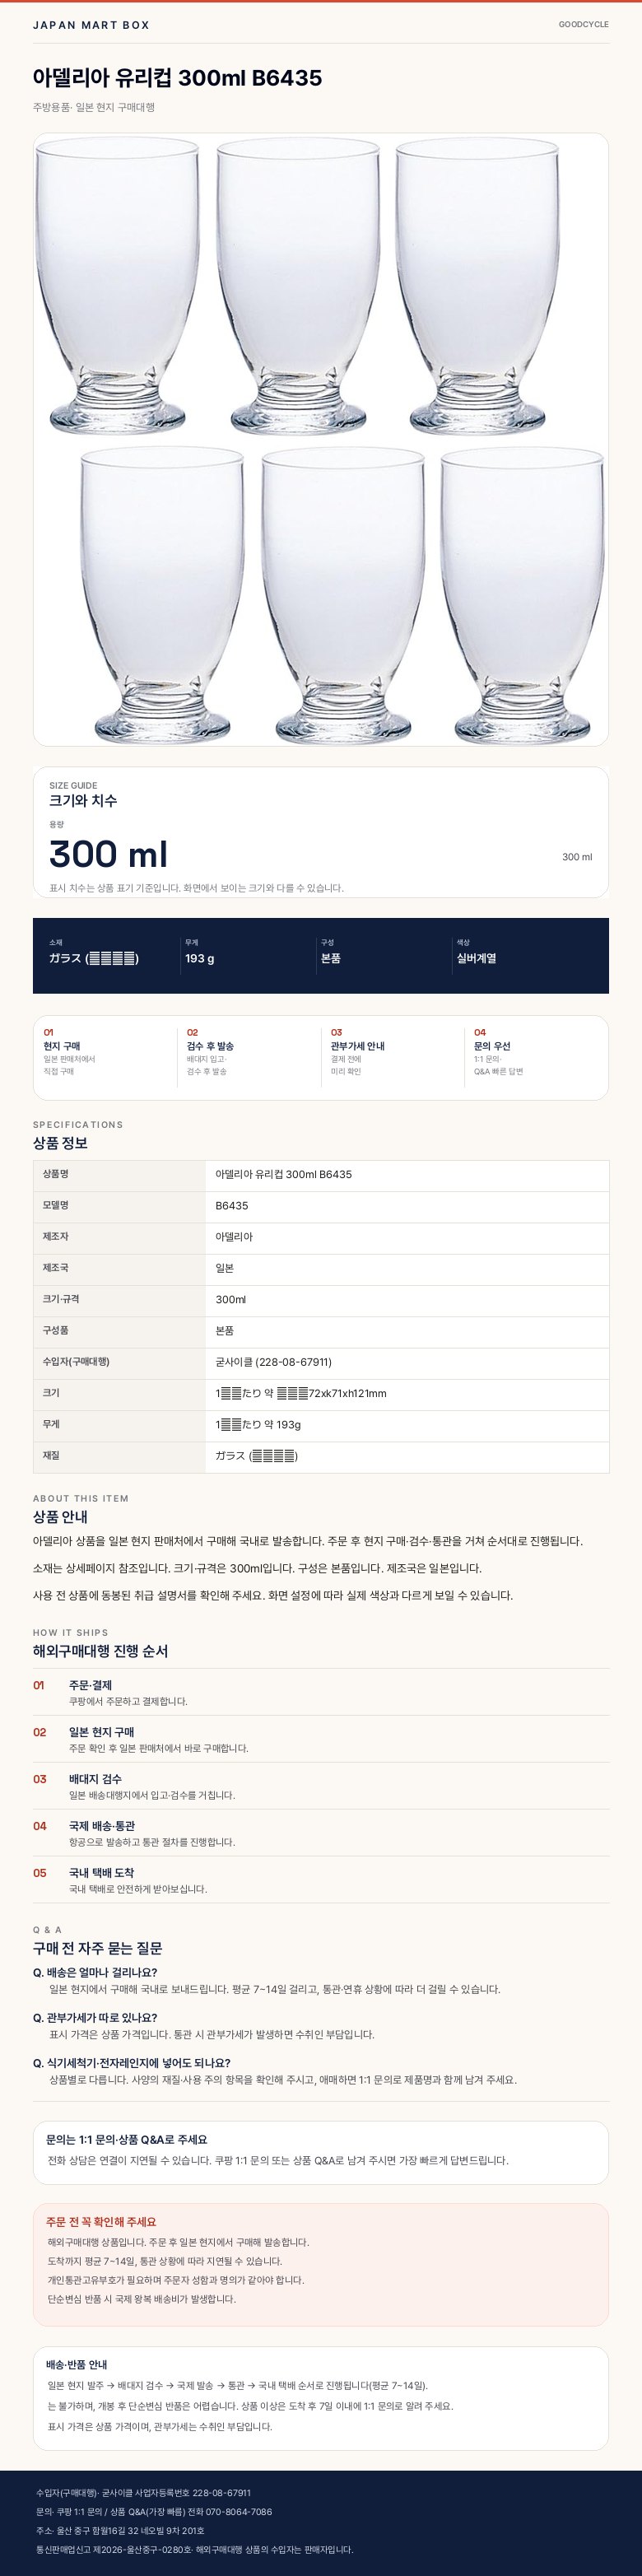 JAPAN MART BOX
GOODCYCLE
아델리아 유리컵 300ml B6435
주방용품· 일본 현지 구매대행
SIZE GUIDE
크기와 치수
용량
300 ml
300 ml
표시 치수는 상품 표기 기준입니다. 화면에서 보이는 크기와 다를 수 있습니다.
소재
ガラス (▤▤▤▤)
무게
193 g
구성
본품
색상
실버계열
01
현지 구매
일본 판매처에서
직접 구매
02
검수 후 발송
배대지 입고·
검수 후 발송
03
관부가세 안내
결제 전에
미리 확인
04
문의 우선
1:1 문의·
Q&A 빠른 답변
SPECIFICATIONS
상품 정보
상품명 아델리아 유리컵 300ml B6435
모델명 B6435
제조자 아델리아
제조국 일본
크기·규격 300ml
구성품 본품
수입자(구매대행) 굳사이클 (228-08-67911)
크기 1▤▤たり 약 ▤▤▤72xk71xh121mm
무게 1▤▤たり 약 193g
재질 ガラス (▤▤▤▤)
ABOUT THIS ITEM
상품 안내
아델리아 상품을 일본 현지 판매처에서 구매해 국내로 발송합니다. 주문 후 현지 구매·검수·통관을 거쳐 순서대로 진행됩니다.
소재는 상세페이지 참조입니다. 크기·규격은 300ml입니다. 구성은 본품입니다. 제조국은 일본입니다.
사용 전 상품에 동봉된 취급 설명서를 확인해 주세요. 화면 설정에 따라 실제 색상과 다르게 보일 수 있습니다.
HOW IT SHIPS
해외구매대행 진행 순서
01 주문·결제
쿠팡에서 주문하고 결제합니다.
02 일본 현지 구매
주문 확인 후 일본 판매처에서 바로 구매합니다.
03 배대지 검수
일본 배송대행지에서 입고·검수를 거칩니다.
04 국제 배송·통관
항공으로 발송하고 통관 절차를 진행합니다.
05 국내 택배 도착
국내 택배로 안전하게 받아보십니다.
Q & A
구매 전 자주 묻는 질문
Q. 배송은 얼마나 걸리나요?
일본 현지에서 구매해 국내로 보내드립니다. 평균 7~14일 걸리고, 통관·연휴 상황에 따라 더 걸릴 수 있습니다.
Q. 관부가세가 따로 있나요?
표시 가격은 상품 가격입니다. 통관 시 관부가세가 발생하면 수취인 부담입니다.
Q. 식기세척기·전자레인지에 넣어도 되나요?
상품별로 다릅니다. 사양의 재질·사용 주의 항목을 확인해 주시고, 애매하면 1:1 문의로 제품명과 함께 남겨 주세요.
문의는 1:1 문의·상품 Q&A로 주세요
전화 상담은 연결이 지연될 수 있습니다. 쿠팡 1:1 문의 또는 상품 Q&A로 남겨 주시면 가장 빠르게 답변드립니다.
주문 전 꼭 확인해 주세요
해외구매대행 상품입니다. 주문 후 일본 현지에서 구매해 발송합니다.
도착까지 평균 7~14일, 통관 상황에 따라 지연될 수 있습니다.
개인통관고유부호가 필요하며 주문자 성함과 명의가 같아야 합니다.
단순변심 반품 시 국제 왕복 배송비가 발생합니다.
배송·반품 안내
일본 현지 발주 → 배대지 검수 → 국제 발송 → 통관 → 국내 택배 순서로 진행됩니다(평균 7~14일).
는 불가하며, 개봉 후 단순변심 반품은 어렵습니다. 상품 이상은 도착 후 7일 이내에 1:1 문의로 알려 주세요.
표시 가격은 상품 가격이며, 관부가세는 수취인 부담입니다.
수입자(구매대행)· 굳사이클 사업자등록번호 228-08-67911
문의· 쿠팡 1:1 문의 / 상품 Q&A(가장 빠름) 전화 070-8064-7086
주소· 울산 중구 함월16길 32 네오빌 9차 201호
통신판매업신고 제2026-울산중구-0280호· 해외구매대행 상품의 수입자는 판매자입니다.